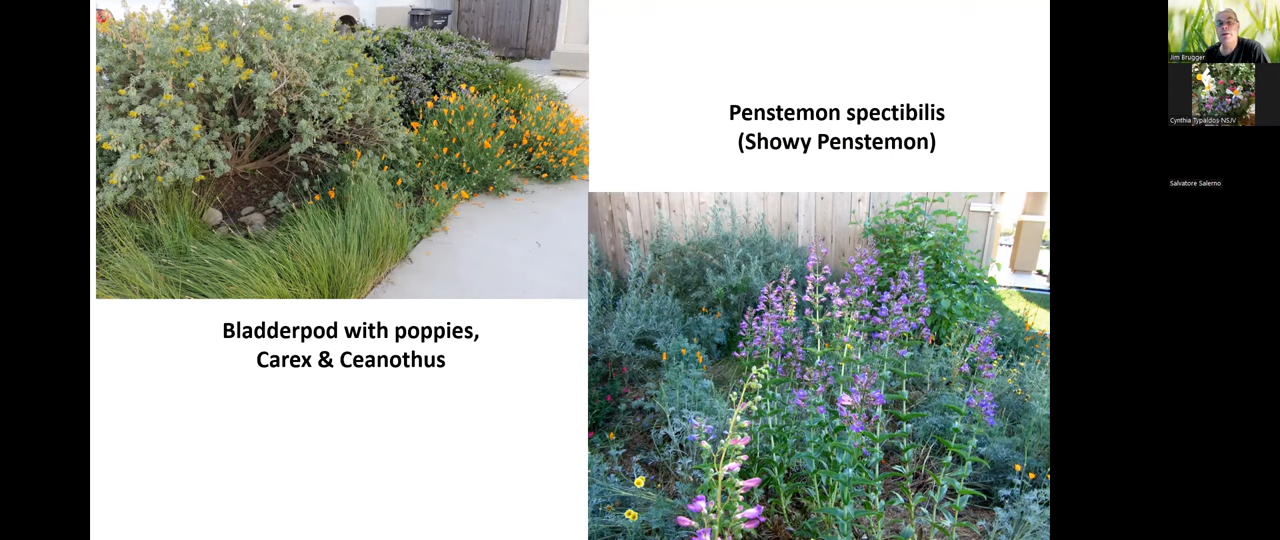 Penstemon spectibilis
(Showy Penstemon)
Bladderpod with poppies,
Carex & Ceanothus
Jim Brugger
Cynthia Typaldos NSJV
Salvatore Salerno